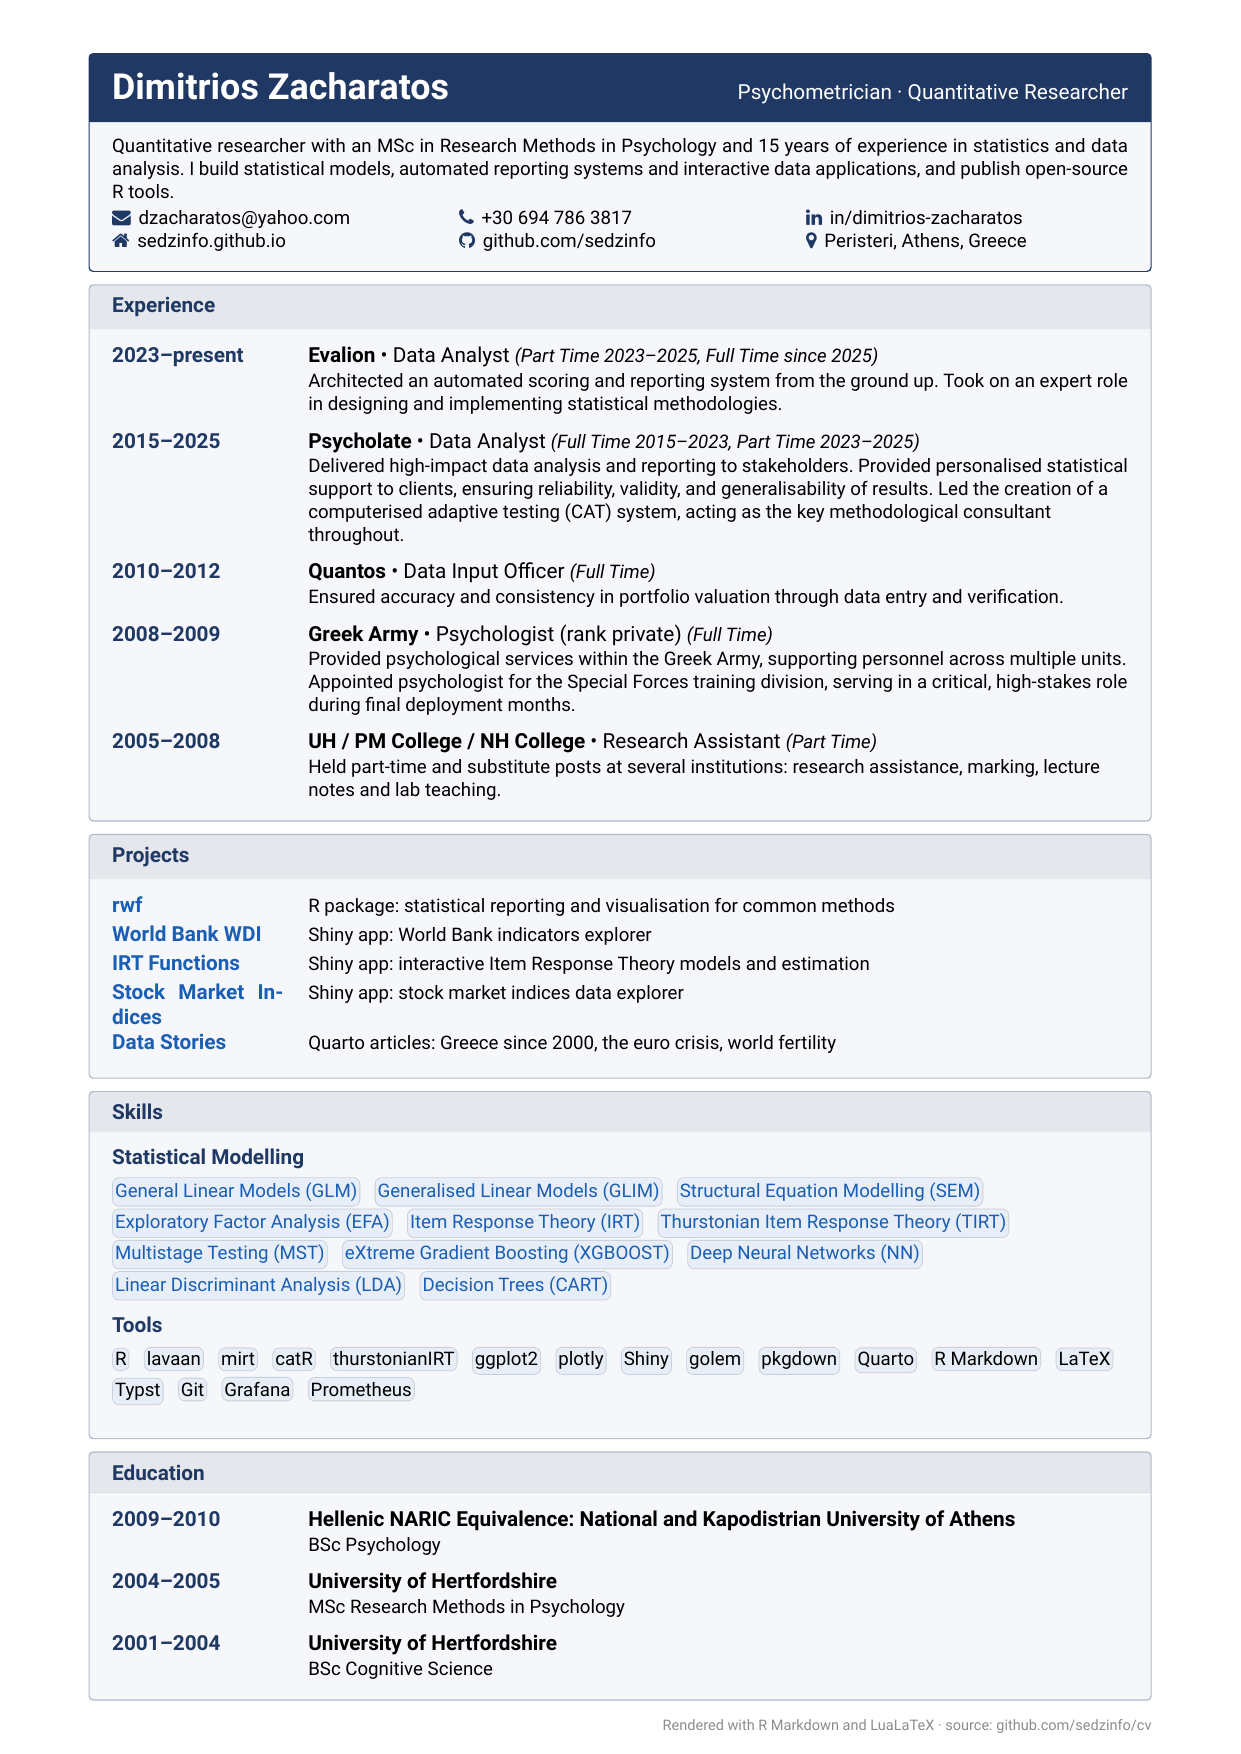 Dimitrios Zacharatos
Psychometrician · Quantitative Researcher
Quantitative researcher with an MSc in Research Methods in Psychology and 15 years of experience in statistics and data
analysis. I build statistical models, automated reporting systems and interactive data applications, and publish open-source
R tools.
dzacharatos@yahoo.com +30 694 786 3817 in/dimitrios-zacharatos
sedzinfo.github.io github.com/sedzinfo Peristeri, Athens, Greece
Experience
2023–present Evalion • Data Analyst (Part Time 2023–2025, Full Time since 2025)
Architected an automated scoring and reporting system from the ground up. Took on an expert role
in designing and implementing statistical methodologies.
2015–2025 Psycholate • Data Analyst (Full Time 2015–2023, Part Time 2023–2025)
Delivered high-impact data analysis and reporting to stakeholders. Provided personalised statistical
support to clients, ensuring reliability, validity, and generalisability of results. Led the creation of a
computerised adaptive testing (CAT) system, acting as the key methodological consultant
throughout.
2010–2012 Quantos • Data Input Officer (Full Time)
Ensured accuracy and consistency in portfolio valuation through data entry and verification.
2008–2009 Greek Army • Psychologist (rank private) (Full Time)
Provided psychological services within the Greek Army, supporting personnel across multiple units.
Appointed psychologist for the Special Forces training division, serving in a critical, high-stakes role
during final deployment months.
2005–2008 UH / PM College / NH College • Research Assistant (Part Time)
Held part-time and substitute posts at several institutions: research assistance, marking, lecture
notes and lab teaching.
Projects
rwf R package: statistical reporting and visualisation for common methods
World Bank WDI Shiny app: World Bank indicators explorer
IRT Functions Shiny app: interactive Item Response Theory models and estimation
Stock Market In- Shiny app: stock market indices data explorer
dices
Data Stories Quarto articles: Greece since 2000, the euro crisis, world fertility
Skills
Statistical Modelling
General Linear Models (GLM) Generalised Linear Models (GLIM) Structural Equation Modelling (SEM)
Exploratory Factor Analysis (EFA) Item Response Theory (IRT) Thurstonian Item Response Theory (TIRT)
Multistage Testing (MST) eXtreme Gradient Boosting (XGBOOST) Deep Neural Networks (NN)
Linear Discriminant Analysis (LDA) Decision Trees (CART)
Tools
R lavaan mirt catR thurstonianIRT ggplot2 plotly Shiny golem pkgdown Quarto R Markdown LaTeX
Typst Git Grafana Prometheus
Education
2009–2010 Hellenic NARIC Equivalence: National and Kapodistrian University of Athens
BSc Psychology
2004–2005 University of Hertfordshire
MSc Research Methods in Psychology
2001–2004 University of Hertfordshire
BSc Cognitive Science
Rendered with R Markdown and LuaLaTeX · source: github.com/sedzinfo/cv